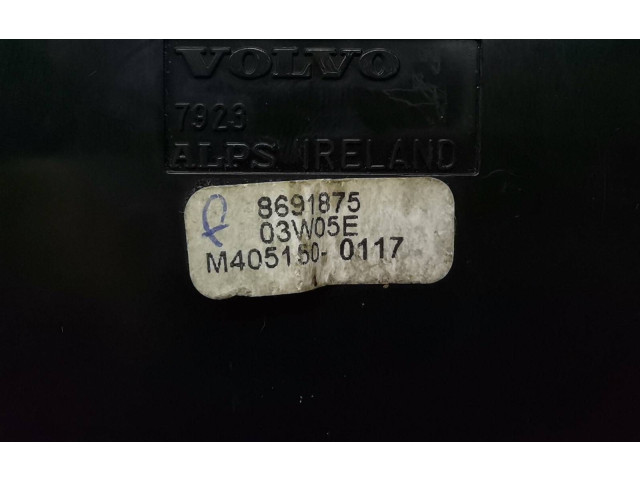 VOLVO
7923
ALPS IRELAND
8691875
03W05E
M405150- 0117